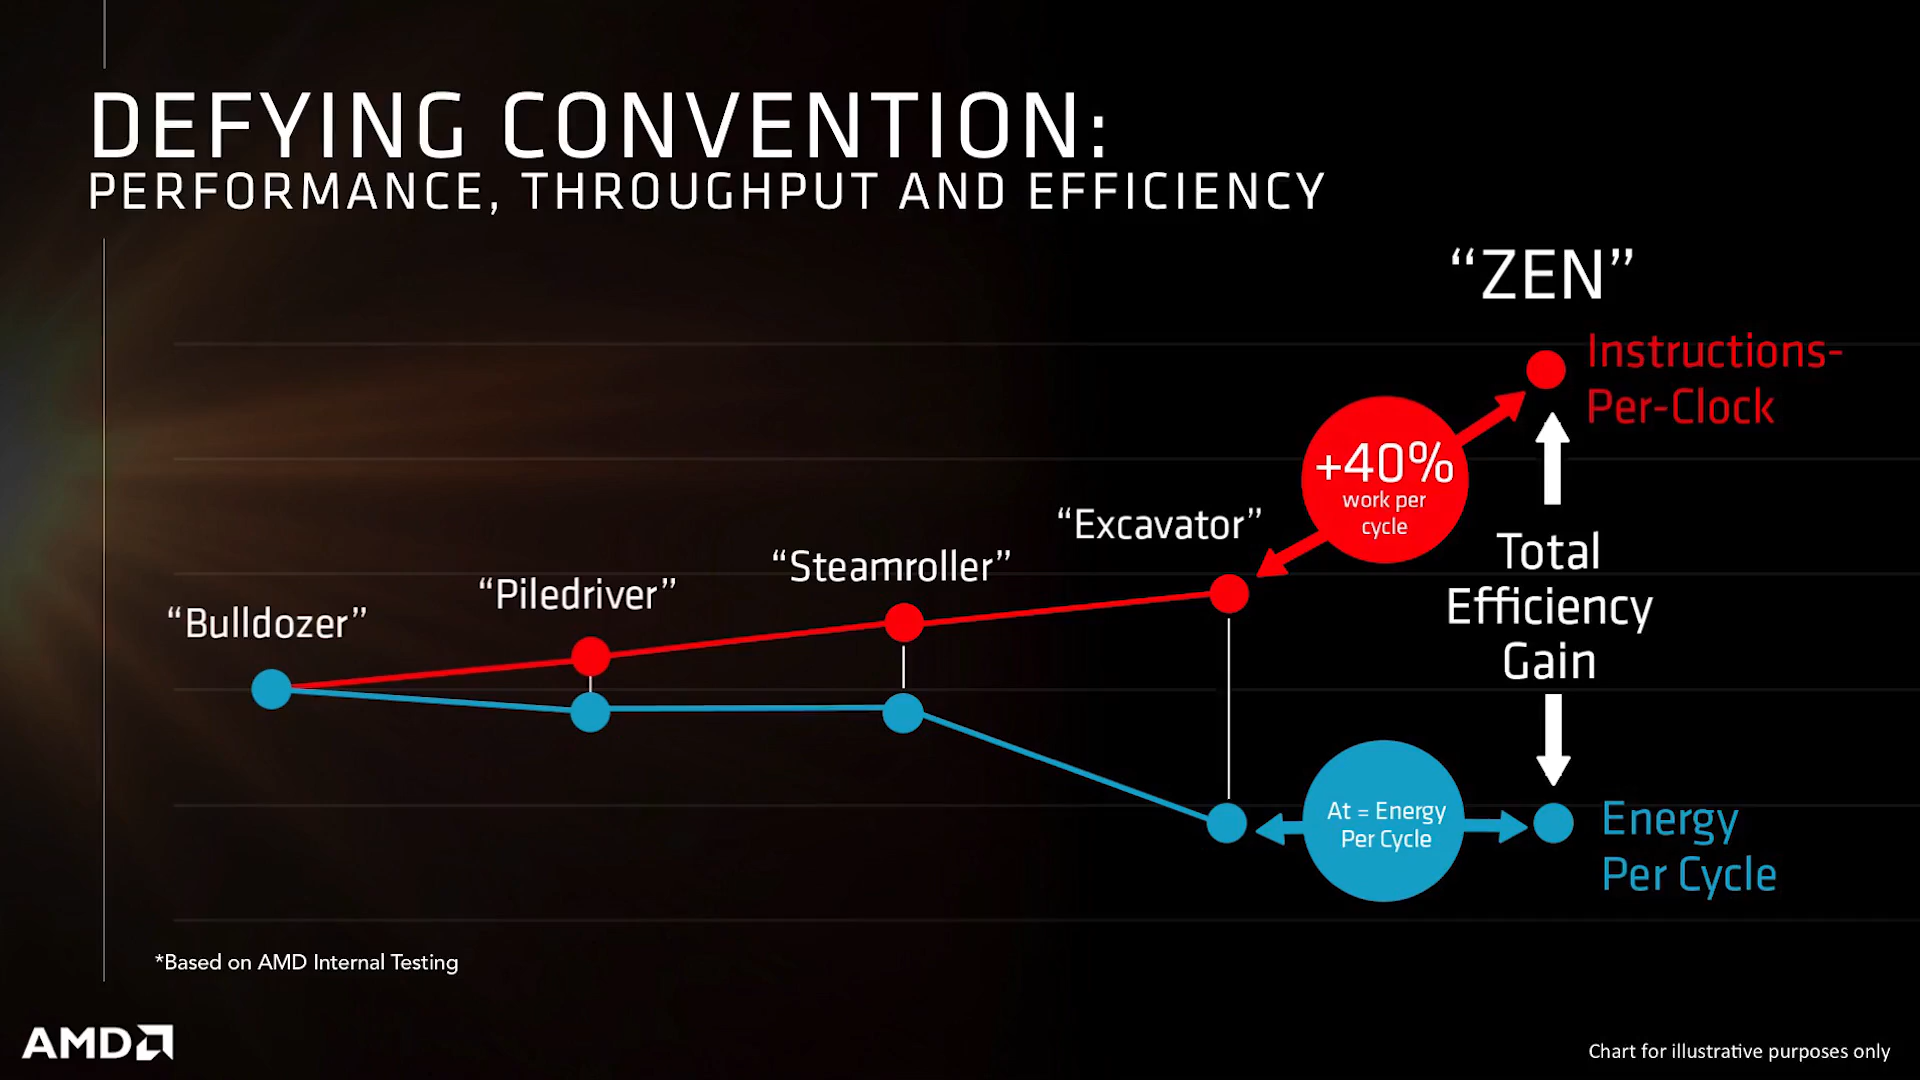 DEFYING CONVENTION:
PERFORMANCE, THROUGHPUT AND EFFICIENCY
“ZEN”
Instructions-
Per-Clock
+40%
work per
cycle
“Excavator”
“Steamroller”
“Piledriver”
“Bulldozer”
Total
Efficiency
Gain
At = Energy
Per Cycle
Energy
Per Cycle
*Based on AMD Internal Testing
AMD
Chart for illustrative purposes only